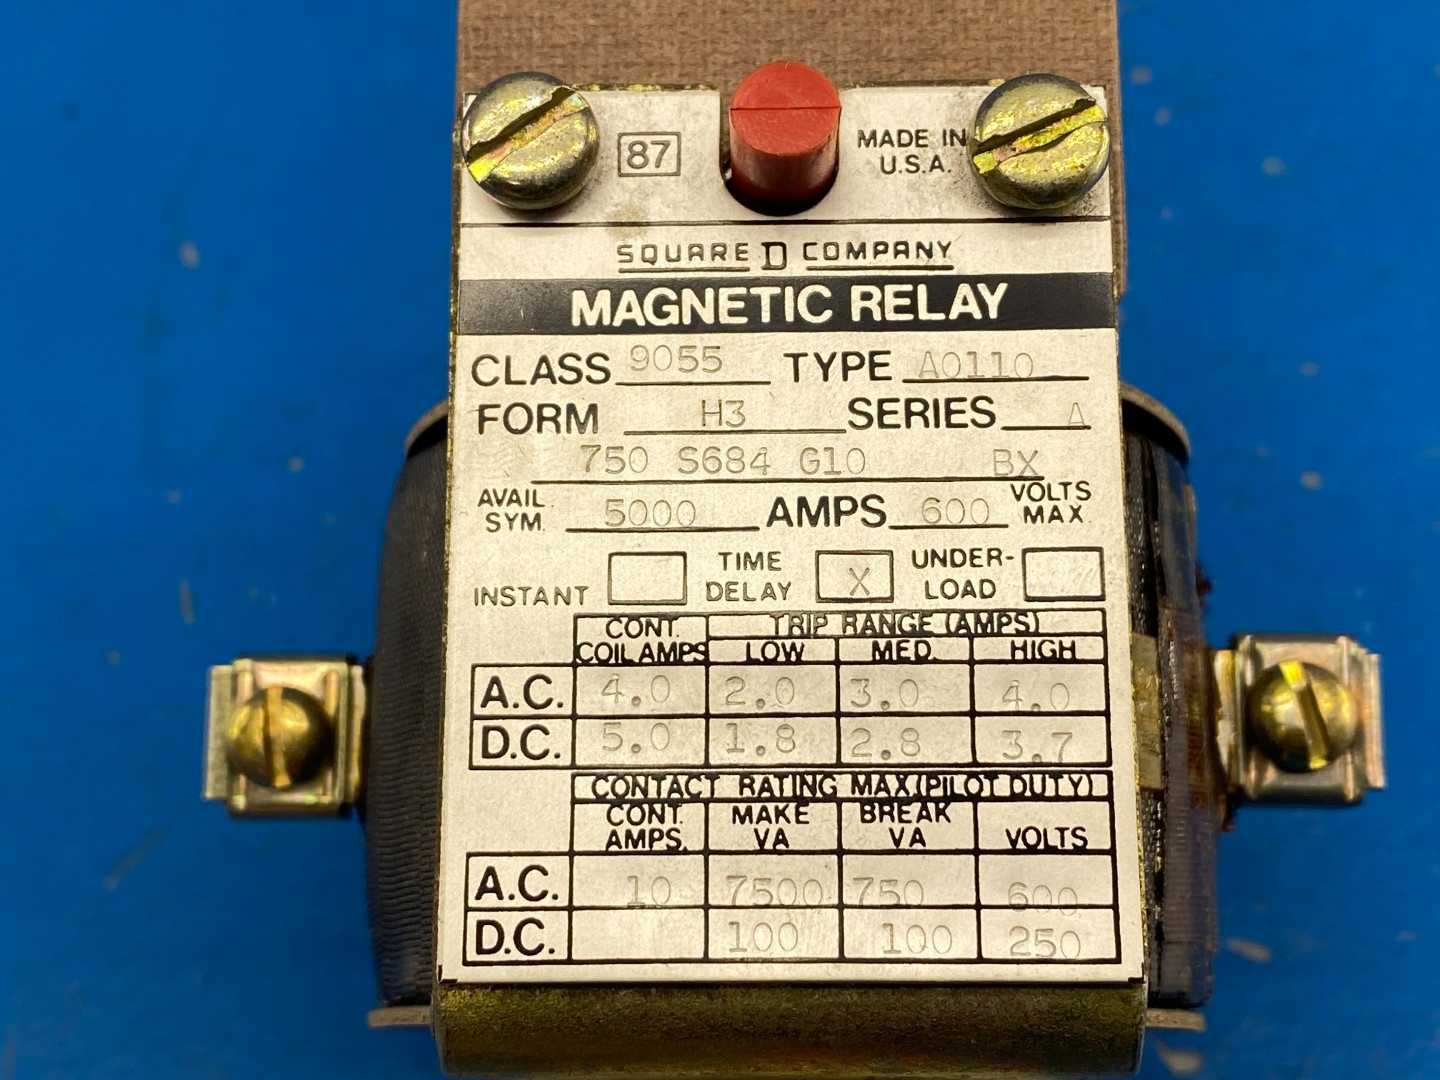 87
MADE IN
U.S.A.
SQUARE D COMPANY
MAGNETIC RELAY
CLASS 9055 TYPE AO110
FORM H3 SERIES A
750 S684 G10 BX
AVAIL. SYM. 5000 AMPS 600 VOLTS MAX.
INSTANT TIME DELAY X UNDER-LOAD
CONT. COIL AMPS TRIP RANGE (AMPS)
LOW MED. HIGH
A.C. 4.0 2.0 3.0 4.0
D.C. 5.0 1.8 2.8 3.7
CONTACT RATING MAX.(PILOT DUTY)
CONT. AMPS. MAKE VA BREAK VA VOLTS
A.C. 10 7500 750 600
D.C. 100 100 250